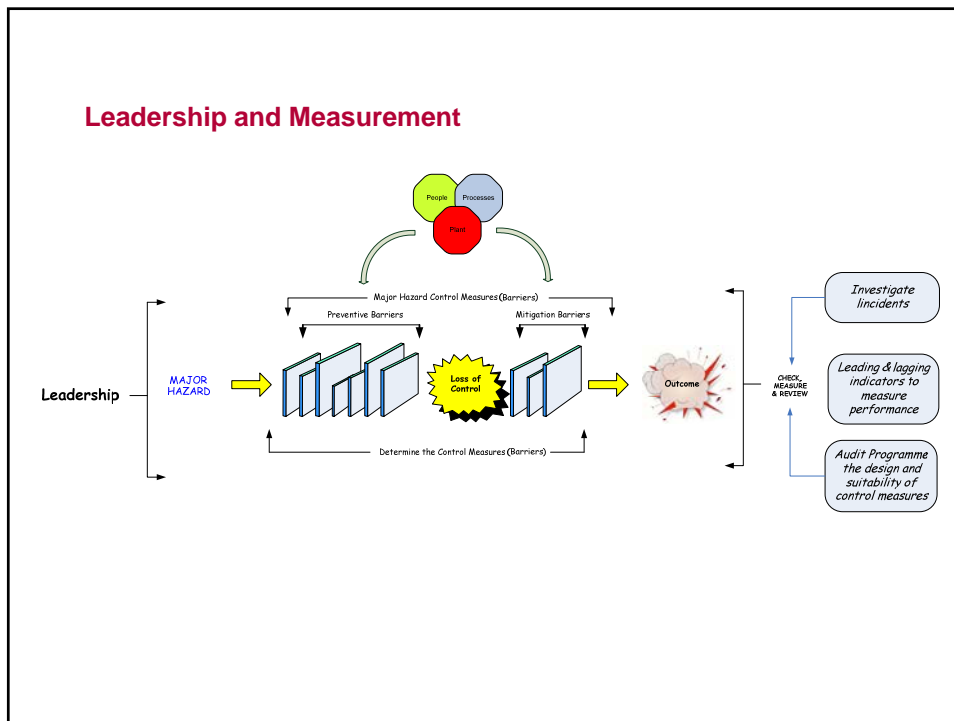 Leadership and Measurement
People
Processes
Plant
Major Hazard Control Measures (Barriers)
Preventive Barriers
Mitigation Barriers
Leadership
MAJOR
HAZARD
Loss of
Control
Outcome
CHECK,
MEASURE
& REVIEW
Determine the Control Measures (Barriers)
Investigate
Iincidents
Leading & lagging
indicators to
measure
performance
Audit Programme
the design and
suitability of
control measures